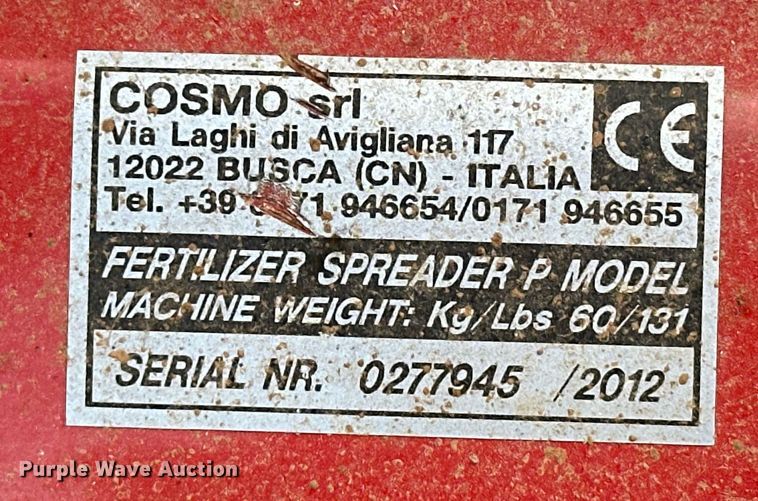 COSMO srl
Via Laghi di Avigliana 117
12022 BUSCA (CN) - ITALIA
Tel. +39 0171 946654/0171 946655
CE
FERTILIZER SPREADER P MODEL
MACHINE WEIGHT: Kg/Lbs 60/131
SERIAL NR. 0277945 /2012
Purple Wave Auction